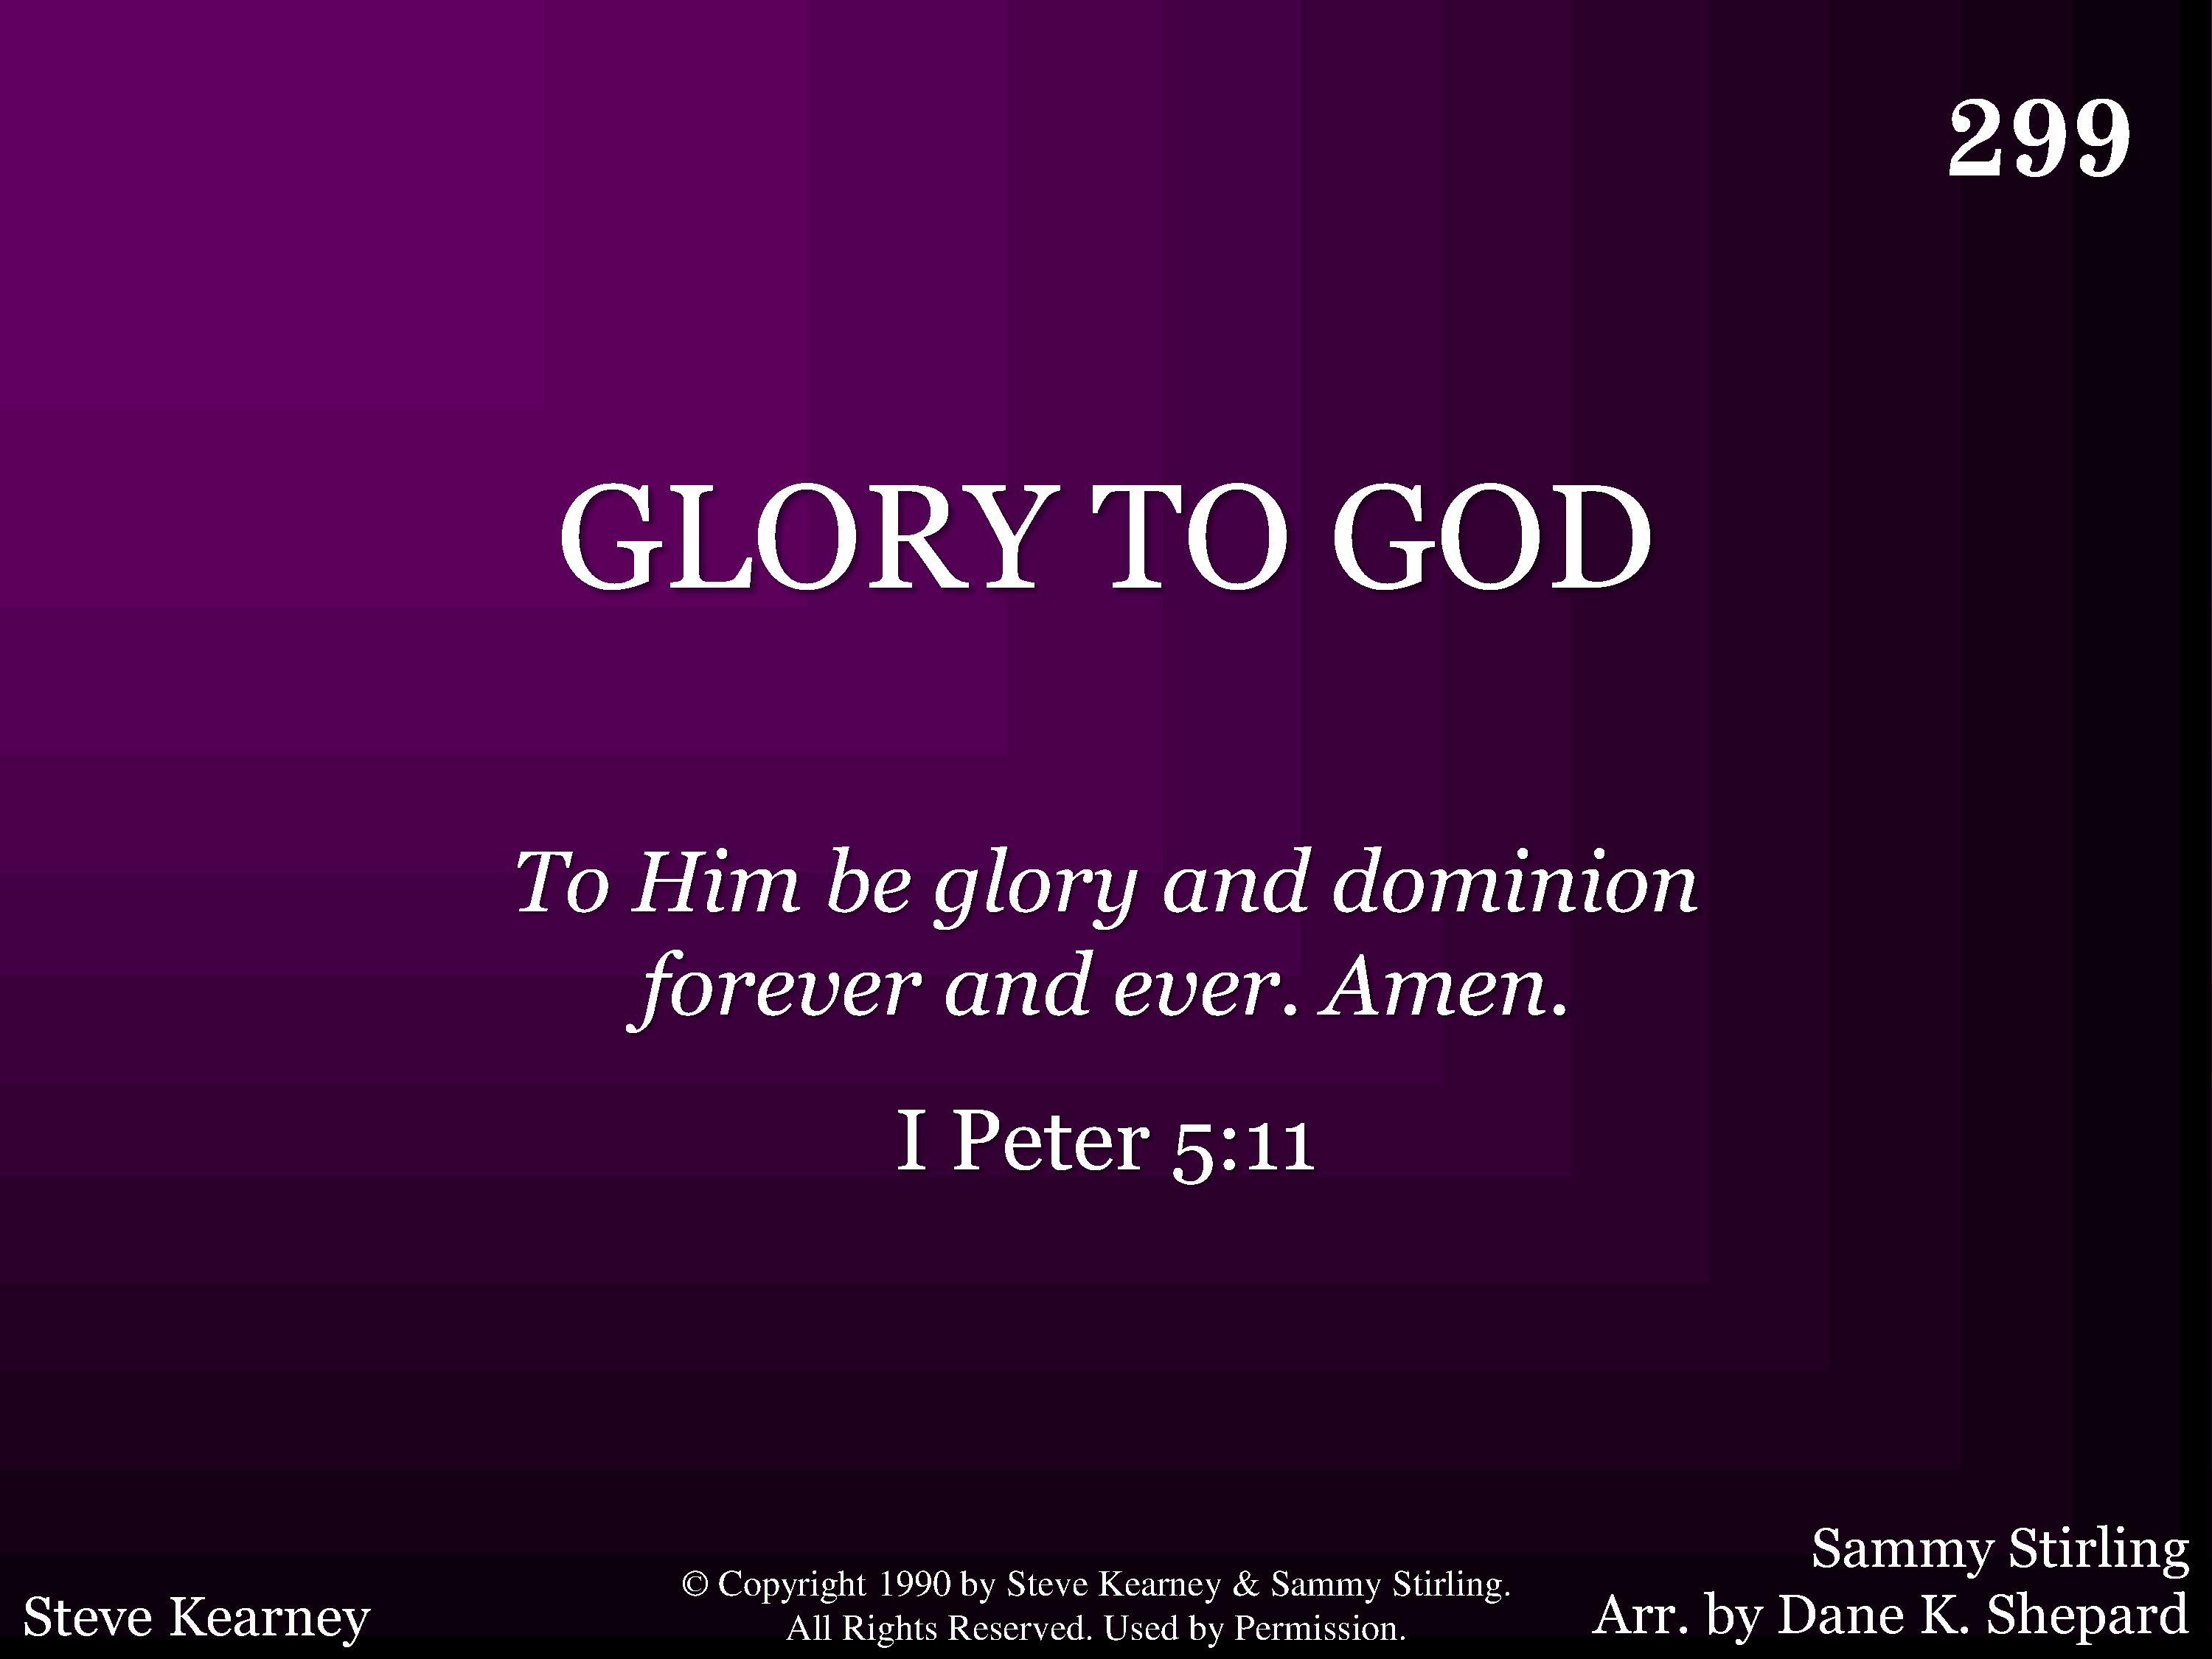 299
GLORY TO GOD
To Him be glory and dominion
forever and ever. Amen.
I Peter 5:11
Steve Kearney
© Copyright 1990 by Steve Kearney & Sammy Stirling.
All Rights Reserved. Used by Permission.
Sammy Stirling
Arr. by Dane K. Shepard